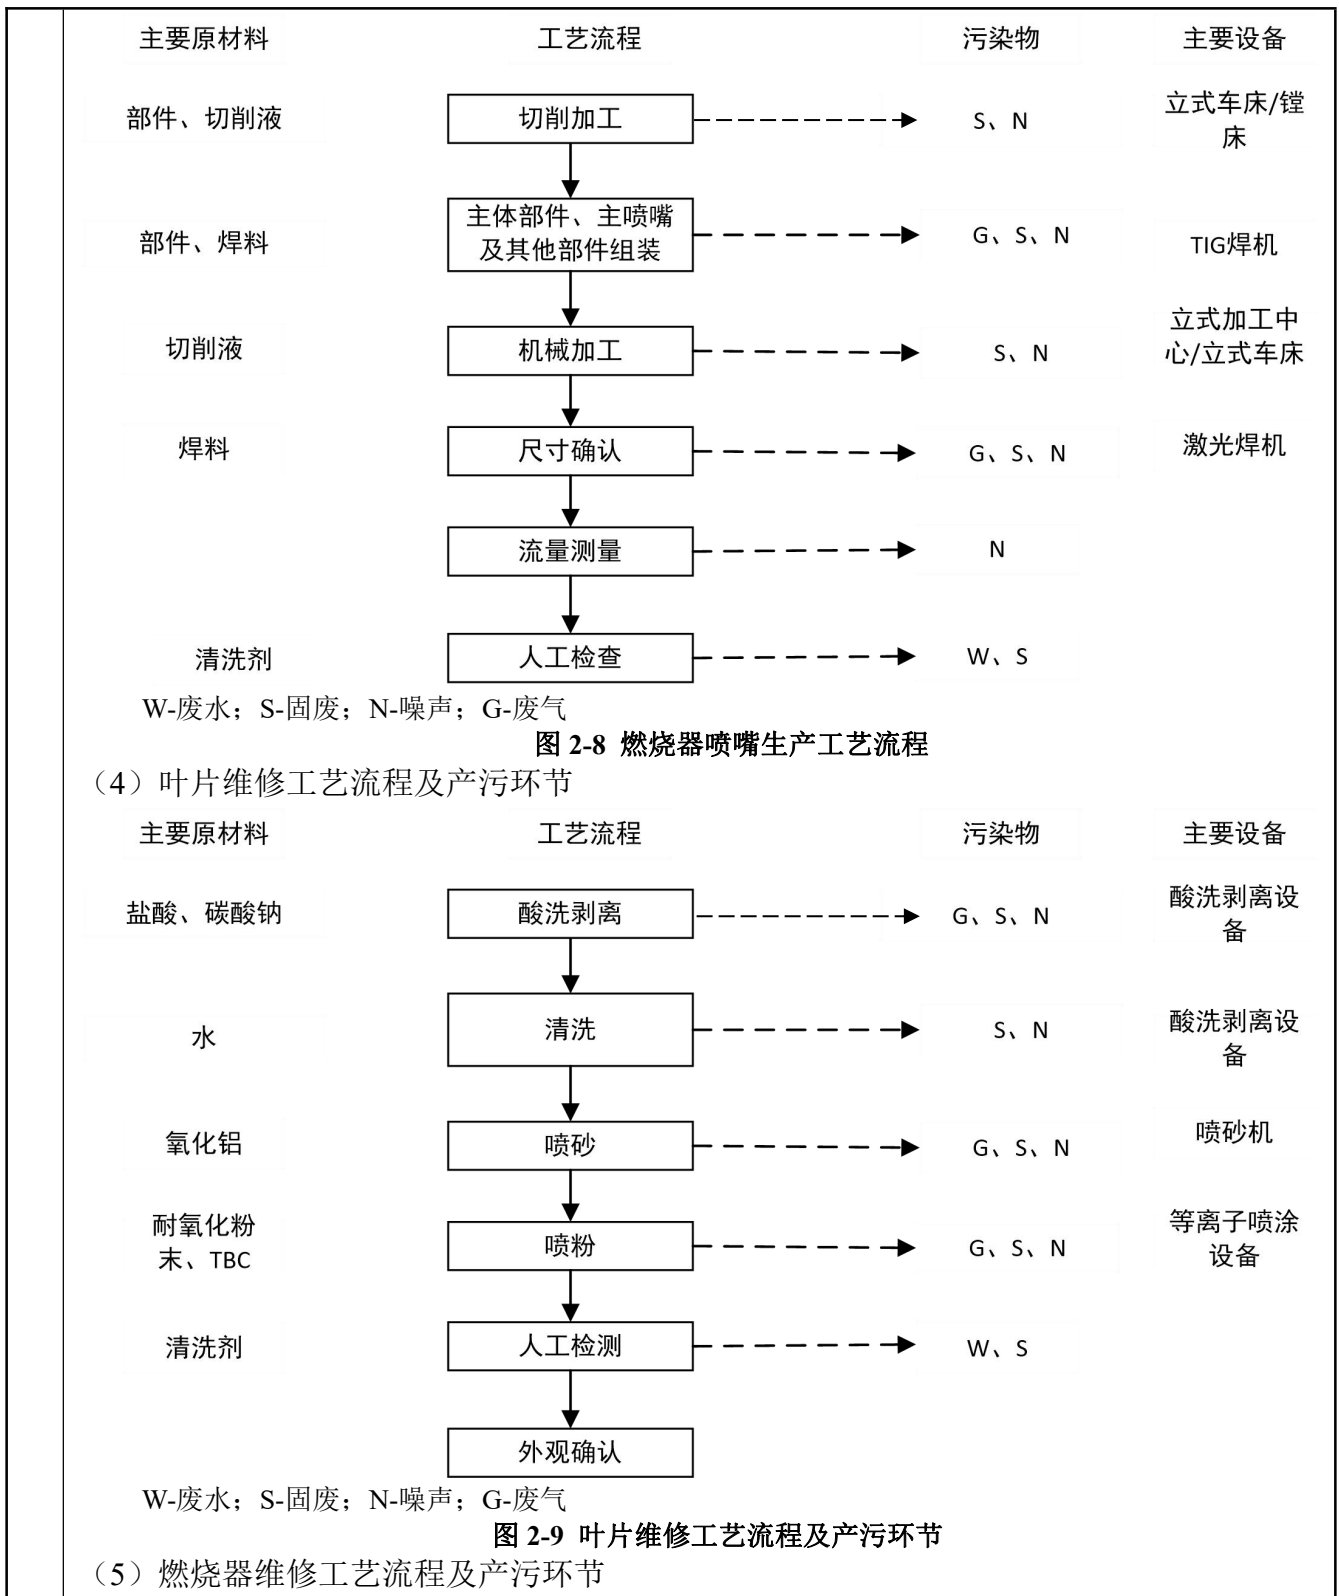 主要原材料 工艺流程 污染物 主要设备
部件、切削液 切削加工 S、N 立式车床/镗
床
部件、焊料 主体部件、主喷嘴
及其他部件组装 G、S、N TIG焊机
切削液 机械加工 S、N 立式加工中
心/立式车床
焊料 尺寸确认 G、S、N 激光焊机
流量测量 N
清洗剂 人工检查 W、S
W-废水；S-固废；N-噪声；G-废气
图 2-8 燃烧器喷嘴生产工艺流程
（4）叶片维修工艺流程及产污环节
主要原材料 工艺流程 污染物 主要设备
盐酸、碳酸钠 酸洗剥离 G、S、N 酸洗剥离设
备
水 清洗 S、N 酸洗剥离设
备
氧化铝 喷砂 G、S、N 喷砂机
耐氧化粉
末、TBC 喷粉 G、S、N 等离子喷涂
设备
清洗剂 人工检测 W、S
外观确认
W-废水；S-固废；N-噪声；G-废气
图 2-9 叶片维修工艺流程及产污环节
（5）燃烧器维修工艺流程及产污环节